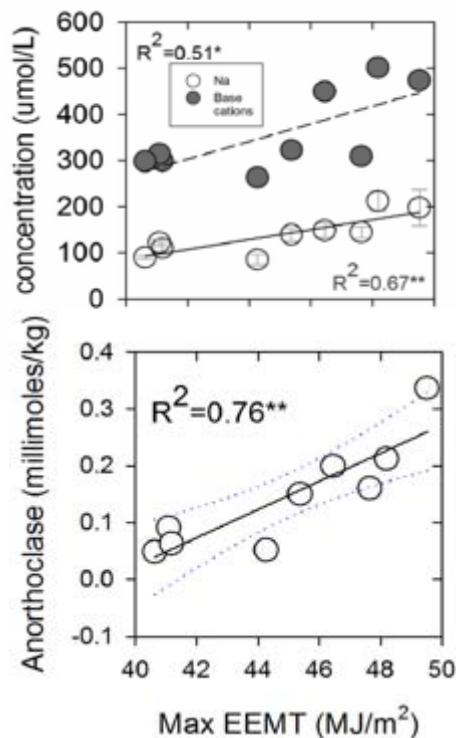 R2=0.51*
Na
Base
cations
R2=0.67**
concentration (umol/L)
600
500
400
300
200
100
0
R2=0.76**
Anorthoclase (millimoles/kg)
0.4
0.3
0.2
0.1
0.0
-0.1
40 42 44 46 48 50
Max EEMT (MJ/m2)